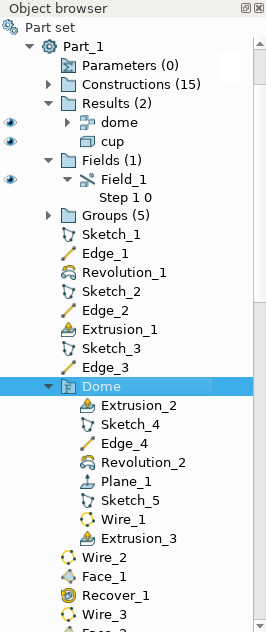 Object browser
Part set
Part_1
Parameters (0)
Constructions (15)
Results (2)
dome
cup
Fields (1)
Field_1
Step 1 0
Groups (5)
Sketch_1
Edge_1
Revolution_1
Sketch_2
Edge_2
Extrusion_1
Sketch_3
Edge_3
Dome
Extrusion_2
Sketch_4
Edge_4
Revolution_2
Plane_1
Sketch_5
Wire_1
Extrusion_3
Wire_2
Face_1
Recover_1
Wire_3